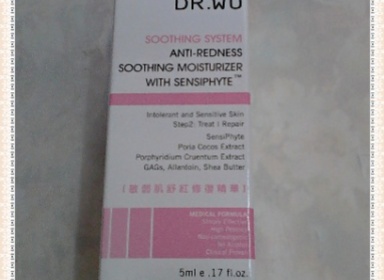 DR.WU
SOOTHING SYSTEM
ANTI-REDNESS
SOOTHING MOISTURIZER
WITH SENSIPHYTE™
Intolerant and Sensitive Skin
Step2: Treat | Repair
SensiPhyte
Poria Cocos Extract
Porphyridium Cruentum Extract
GAGs, Allantoin, Shea Butter
MEDICAL FORMULA
5ml e .17 fl.oz.